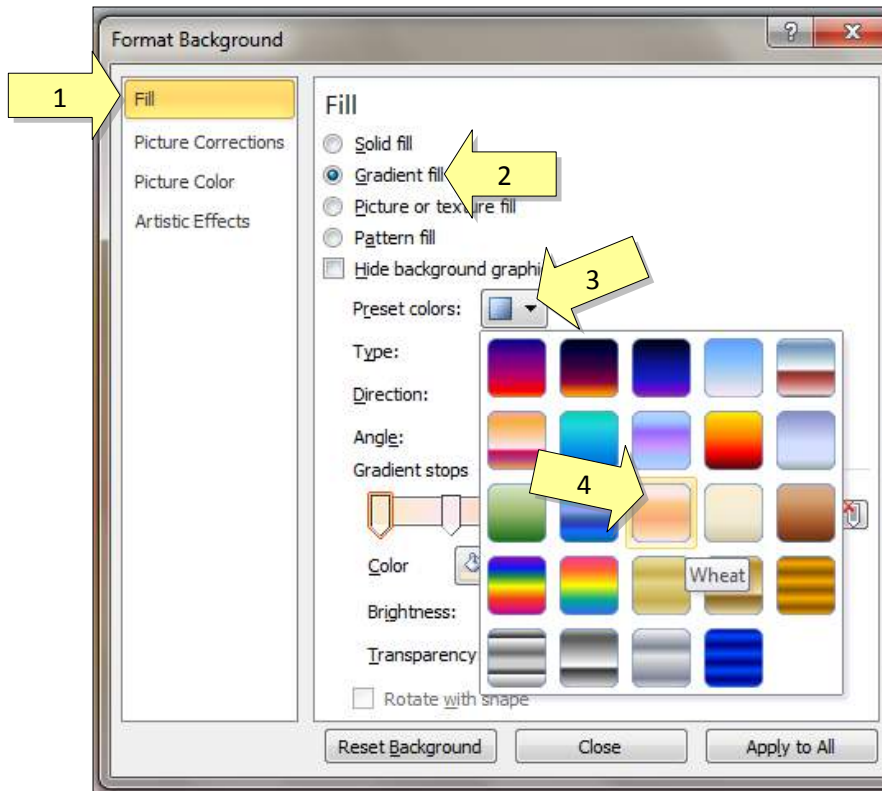 Format Background
?
X
1
Fill
Picture Corrections
Picture Color
Artistic Effects
Fill
Solid fill
Gradient fill
2
Picture or texture fill
Pattern fill
Hide background graphi
3
Preset colors:
Type:
Direction:
Angle:
Gradient stops
4
Wheat
Color
Brightness:
Transparency
Rotate with shape
Reset Background
Close
Apply to All